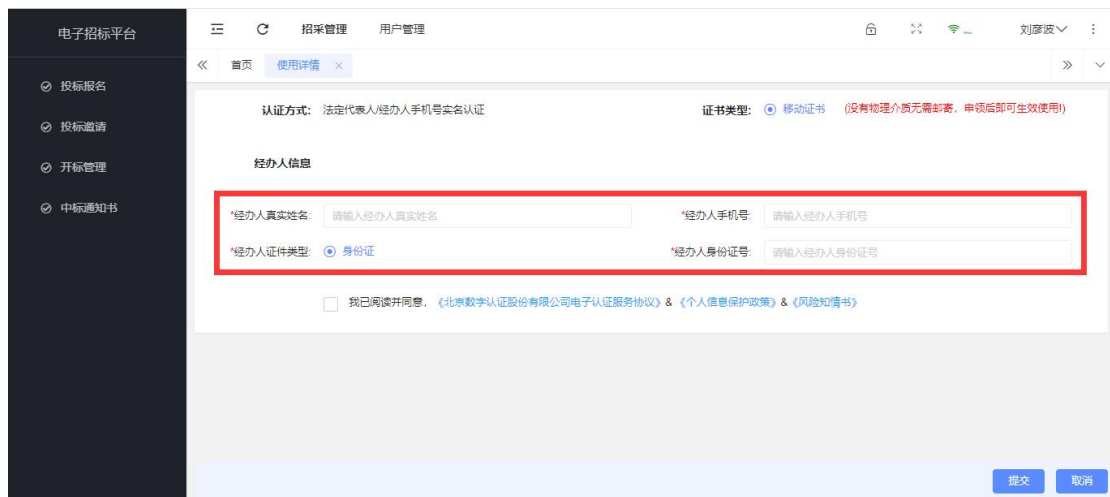 电子招标平台
招采管理 用户管理 刘彦波
首页 使用详情 ×
投标报名
投标邀请
开标管理
中标通知书
认证方式: 法定代表人/经办人手机号实名认证 证书类型: 移动证书 (没有物理介质无需邮寄,申领后即可生效使用!)
经办人信息
*经办人真实姓名: 请输入经办人真实姓名 *经办人手机号: 请输入经办人手机号
*经办人证件类型: 身份证 *经办人身份证号: 请输入经办人身份证号
我已阅读并同意,《北京数字认证股份有限公司电子认证服务协议》&《个人信息保护政策》&《风险知情书》
提交 取消